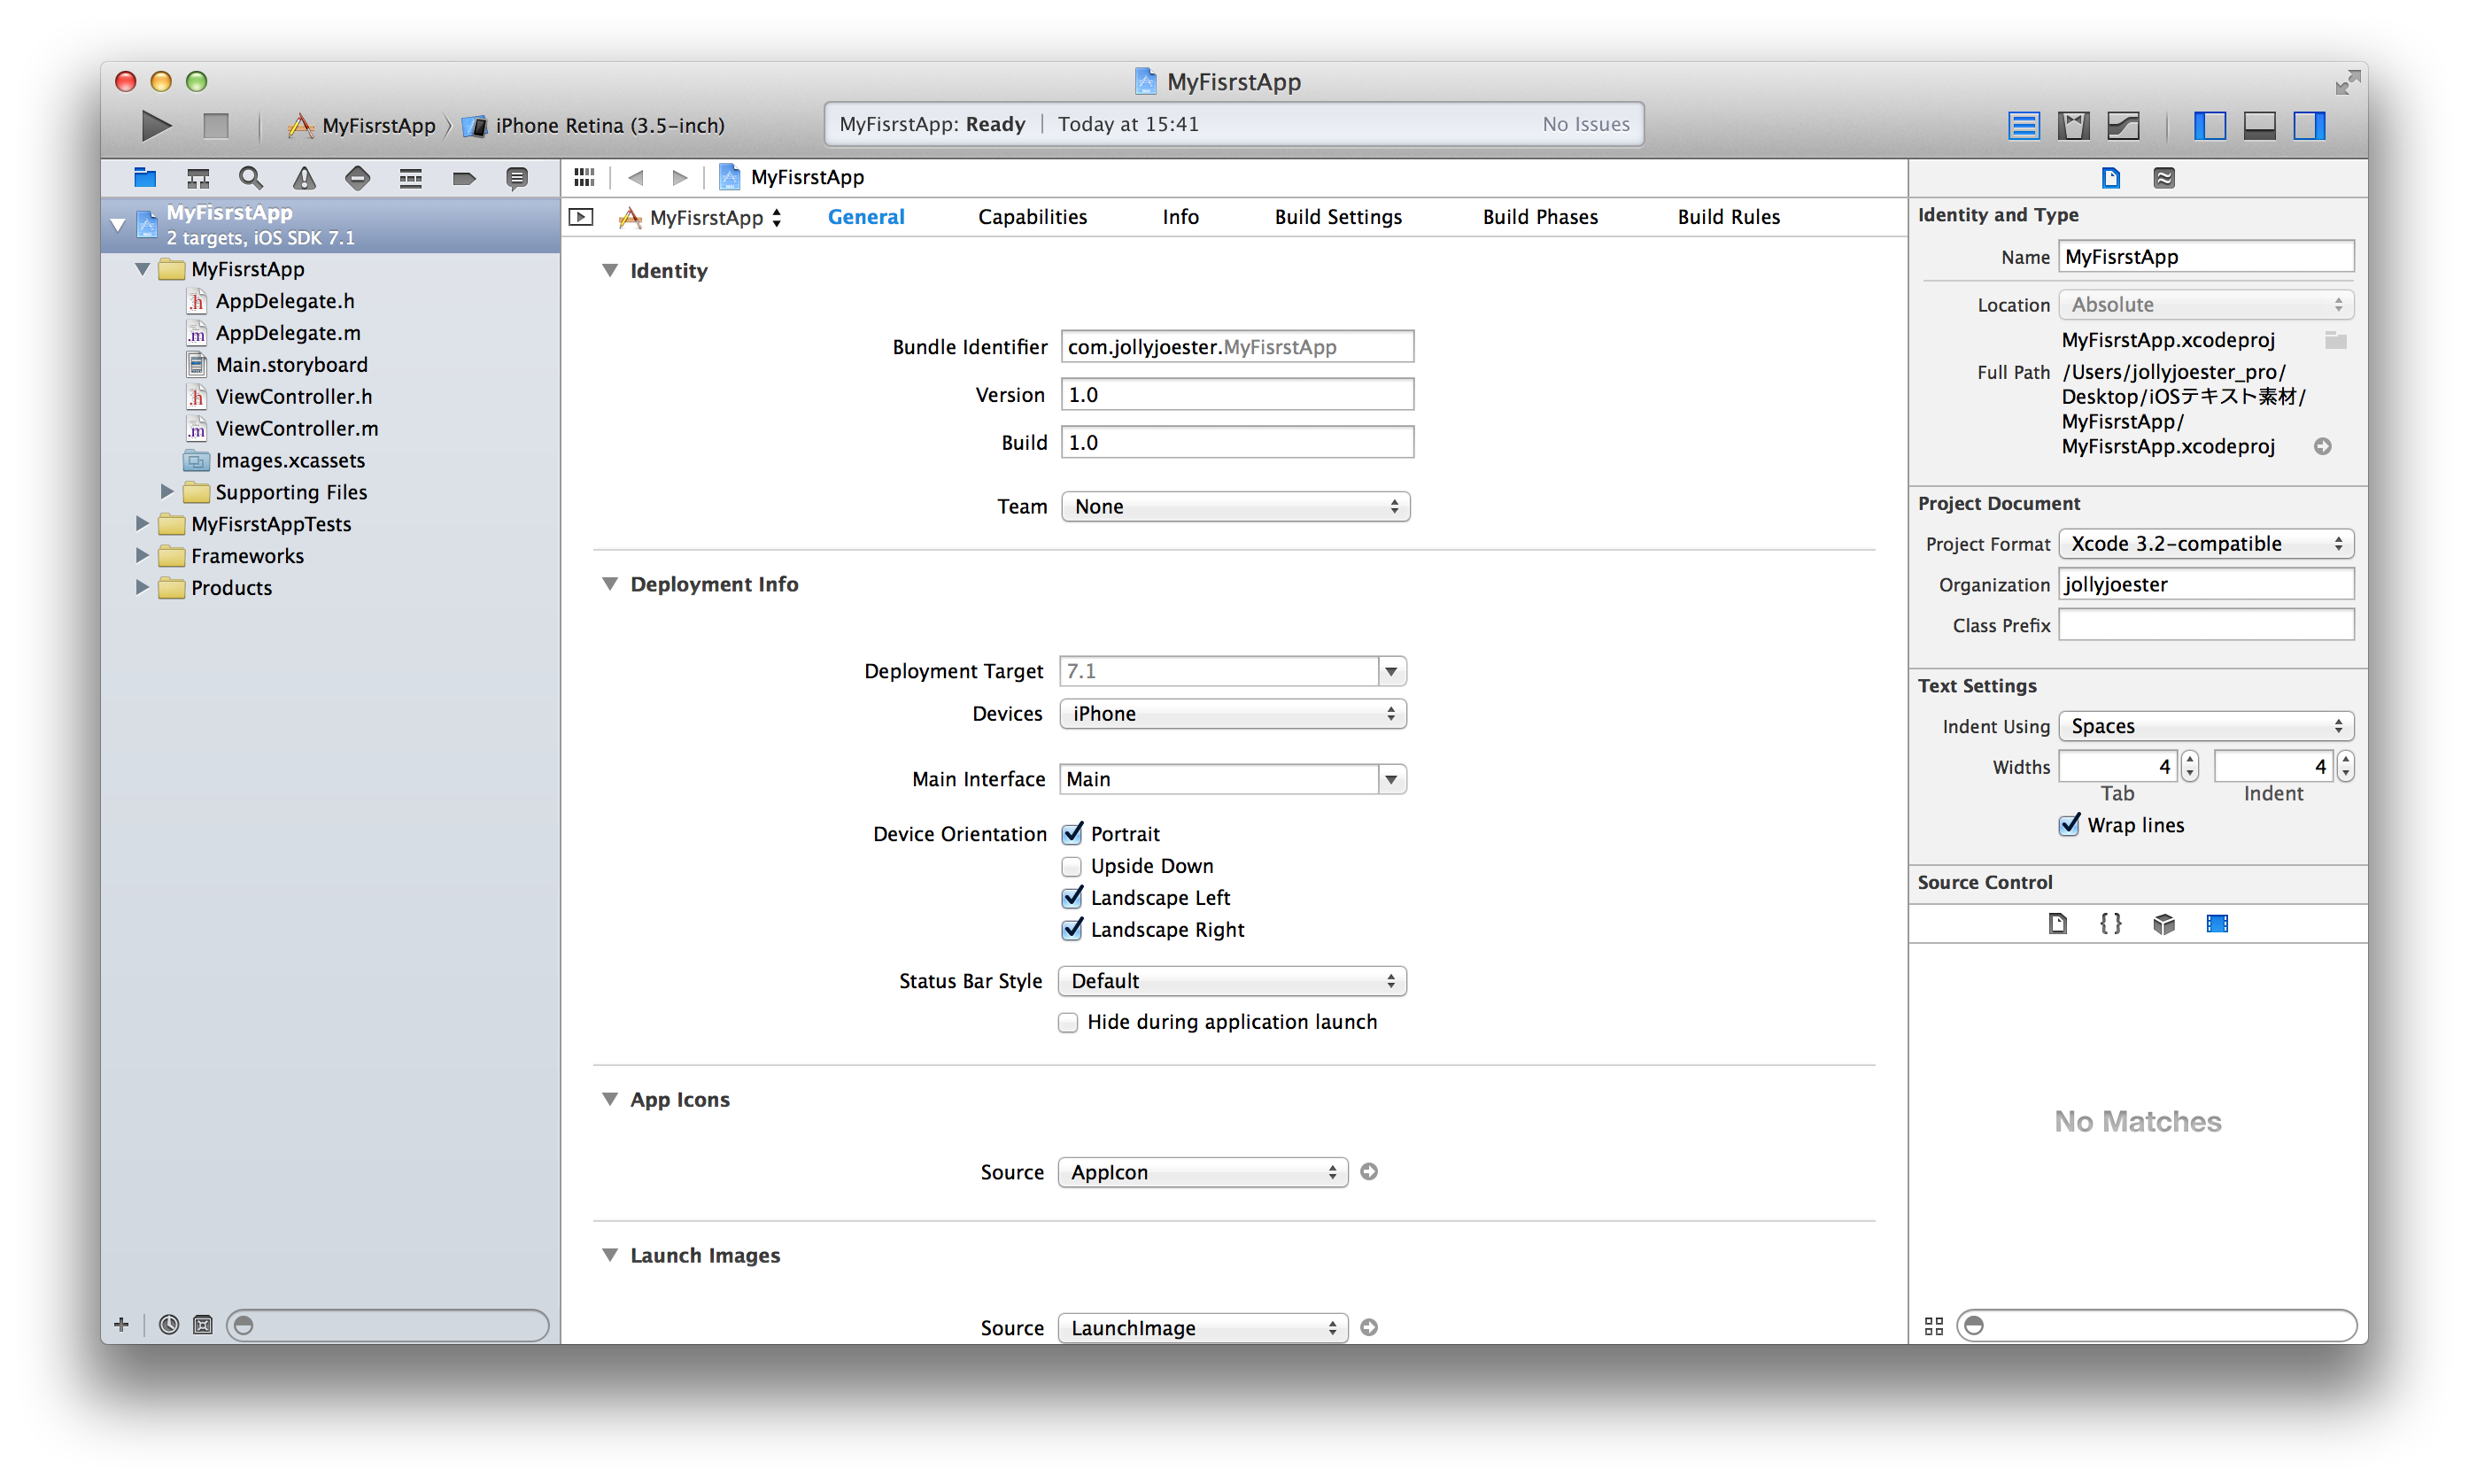 MyFisrstApp
MyFisrstApp iPhone Retina (3.5-inch)
MyFisrstApp: Ready Today at 15:41 No Issues
MyFisrstApp
2 targets, iOS SDK 7.1
MyFisrstApp
AppDelegate.h
AppDelegate.m
Main.storyboard
ViewController.h
ViewController.m
Images.xcassets
Supporting Files
MyFisrstAppTests
Frameworks
Products
MyFisrstApp
MyFisrstApp General Capabilities Info Build Settings Build Phases Build Rules
Identity
Bundle Identifier com.jollyjoester.MyFisrstApp
Version 1.0
Build 1.0
Team None
Deployment Info
Deployment Target 7.1
Devices iPhone
Main Interface Main
Device Orientation Portrait
Upside Down
Landscape Left
Landscape Right
Status Bar Style Default
Hide during application launch
App Icons
Source AppIcon
Launch Images
Source LaunchImage
Identity and Type
Name MyFisrstApp
Location Absolute
MyFisrstApp.xcodeproj
Full Path /Users/jollyjoester_pro/
Desktop/iOSテキスト素材/
MyFisrstApp/
MyFisrstApp.xcodeproj
Project Document
Project Format Xcode 3.2-compatible
Organization jollyjoester
Class Prefix
Text Settings
Indent Using Spaces
Widths 4 4
Tab Indent
Wrap lines
Source Control
No Matches